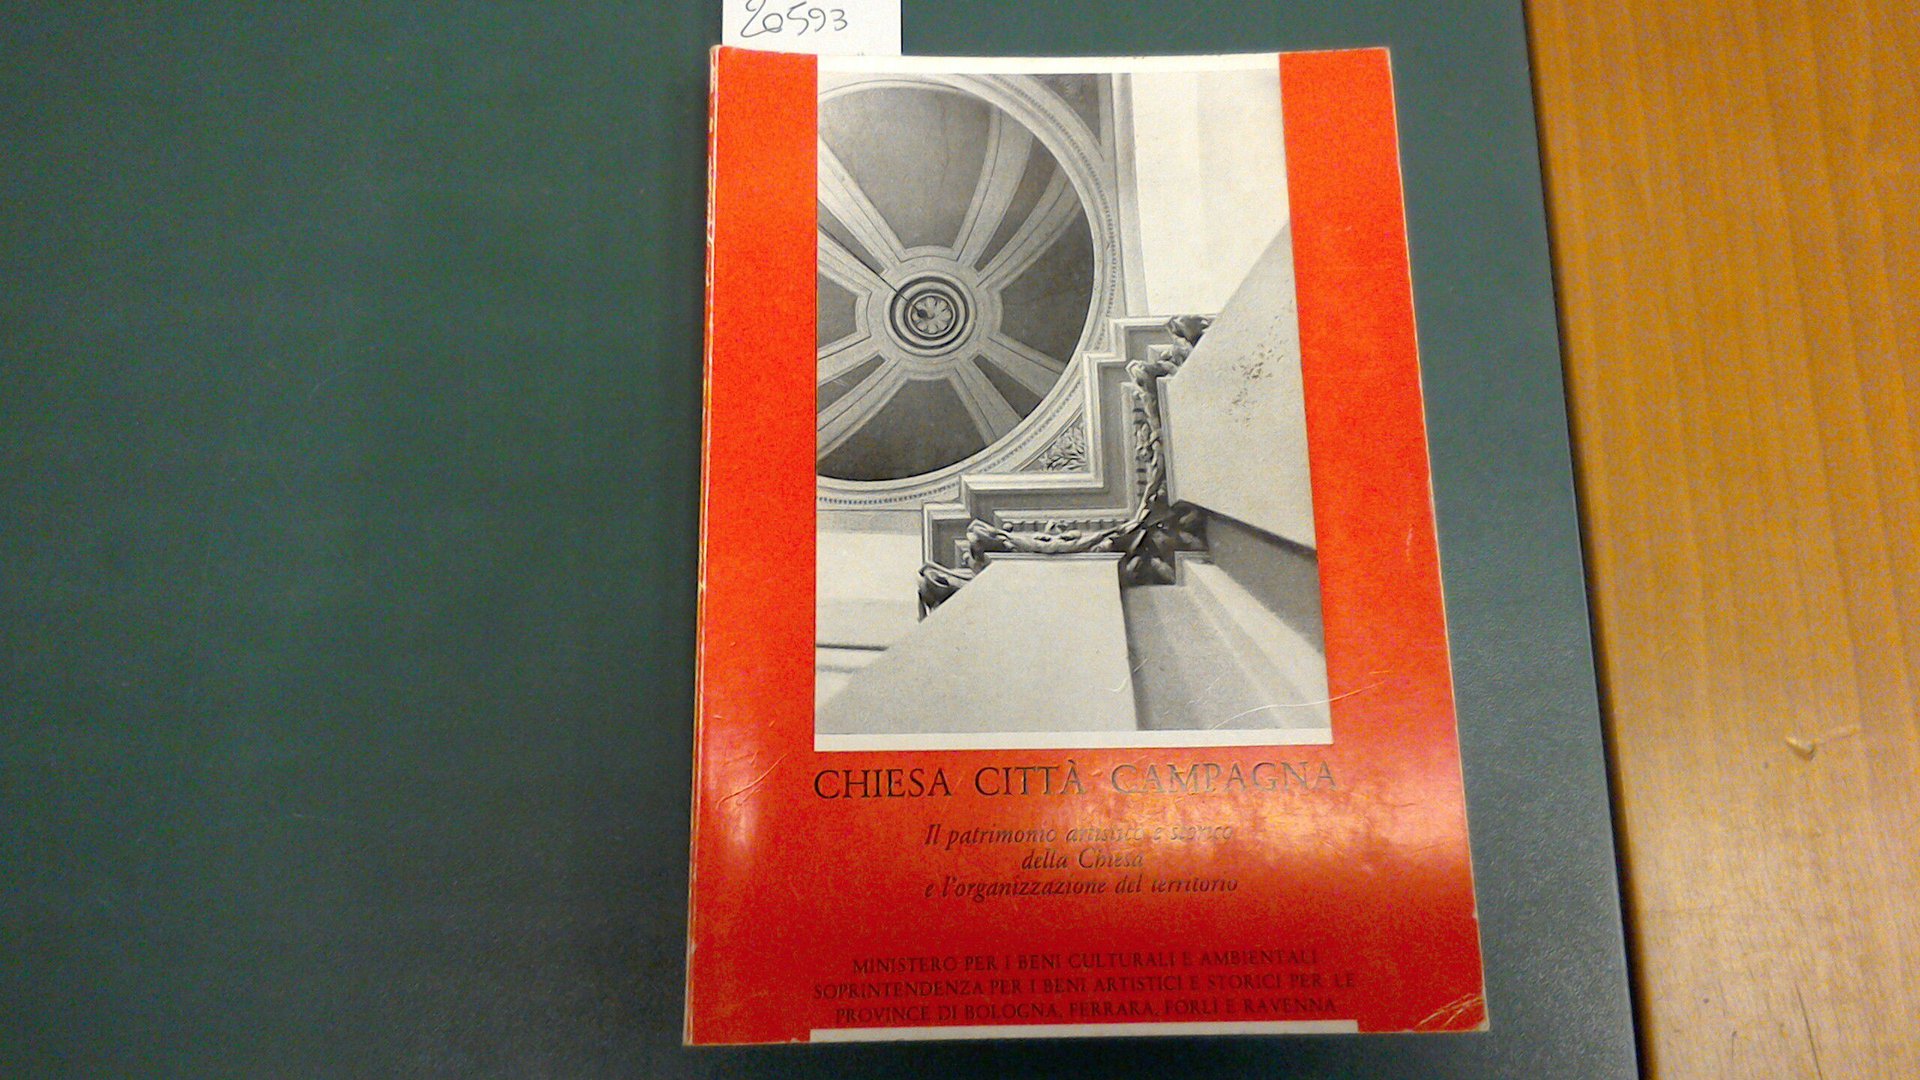 20593
CHIESA CITTÀ CAMPAGNA
Il patrimonio artistico e storico
della Chiesa
e l'organizzazione del territorio
MINISTERO PER I BENI CULTURALI E AMBIENTALI
SOPRINTENDENZA PER I BENI ARTISTICI E STORICI PER LE
PROVINCE DI BOLOGNA, FERRARA, FORLI E RAVENNA